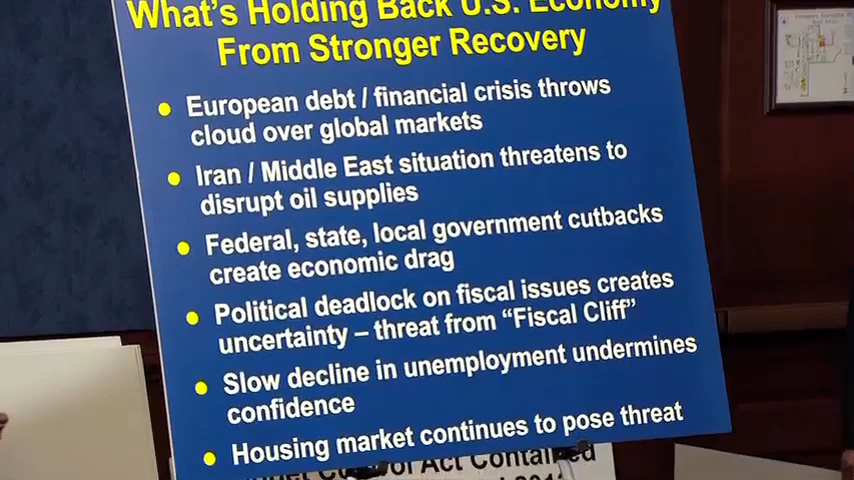 What's Holding Back U.S. Economy
From Stronger Recovery
European debt / financial crisis throws
cloud over global markets
Iran / Middle East situation threatens to
disrupt oil supplies
Federal, state, local government cutbacks
create economic drag
Political deadlock on fiscal issues creates
uncertainty – threat from “Fiscal Cliff”
Slow decline in unemployment undermines
confidence
Housing market continues to pose threat
Act Contained